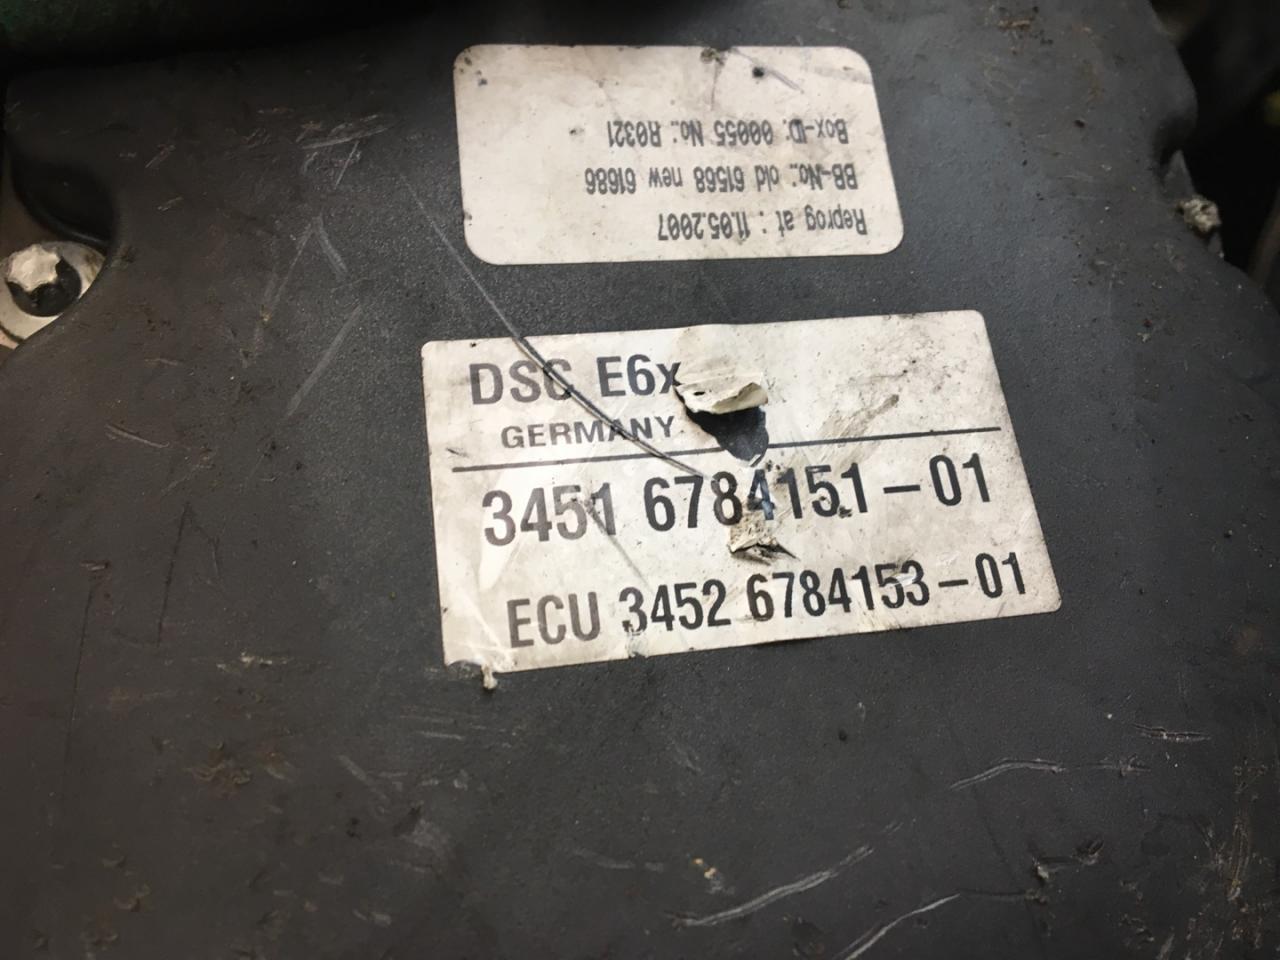 Reprog at : 11.05.2007
BB-No.: old 61568 new 61686
Box-ID: 00055 No.: R0321
DSC E6x
GERMANY
3451 6784151-01
ECU 3452 6784153-01